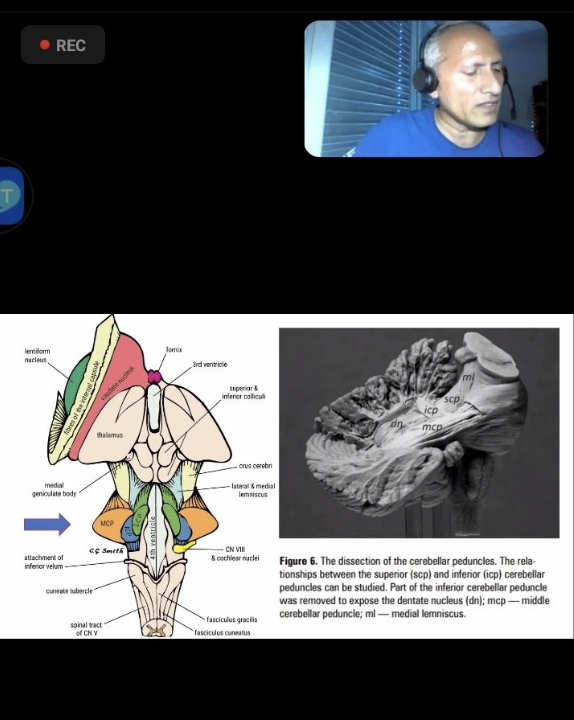 REC
T
lentiform
nucleus
fibres of the internal capsule
caudate nucleus
fornix
3rd ventricle
superior &
inferior colliculi
thalamus
crus cerebri
medial
geniculate body
lateral & medial
lemniscus
MCP
4th ventricle
C.G. Smith
CN VIII
& cochlear nuclei
attachment of
inferior velum
cuneate tubercle
fasciculus gracilis
spinal tract
of CN V
fasciculus cuneatus
ml
scp
icp
dn
mcp
Figure 6. The dissection of the cerebellar peduncles. The rela-
tionships between the superior (scp) and inferior (icp) cerebellar
peduncles can be studied. Part of the inferior cerebellar peduncle
was removed to expose the dentate nucleus (dn); mcp — middle
cerebellar peduncle; ml — medial lemniscus.